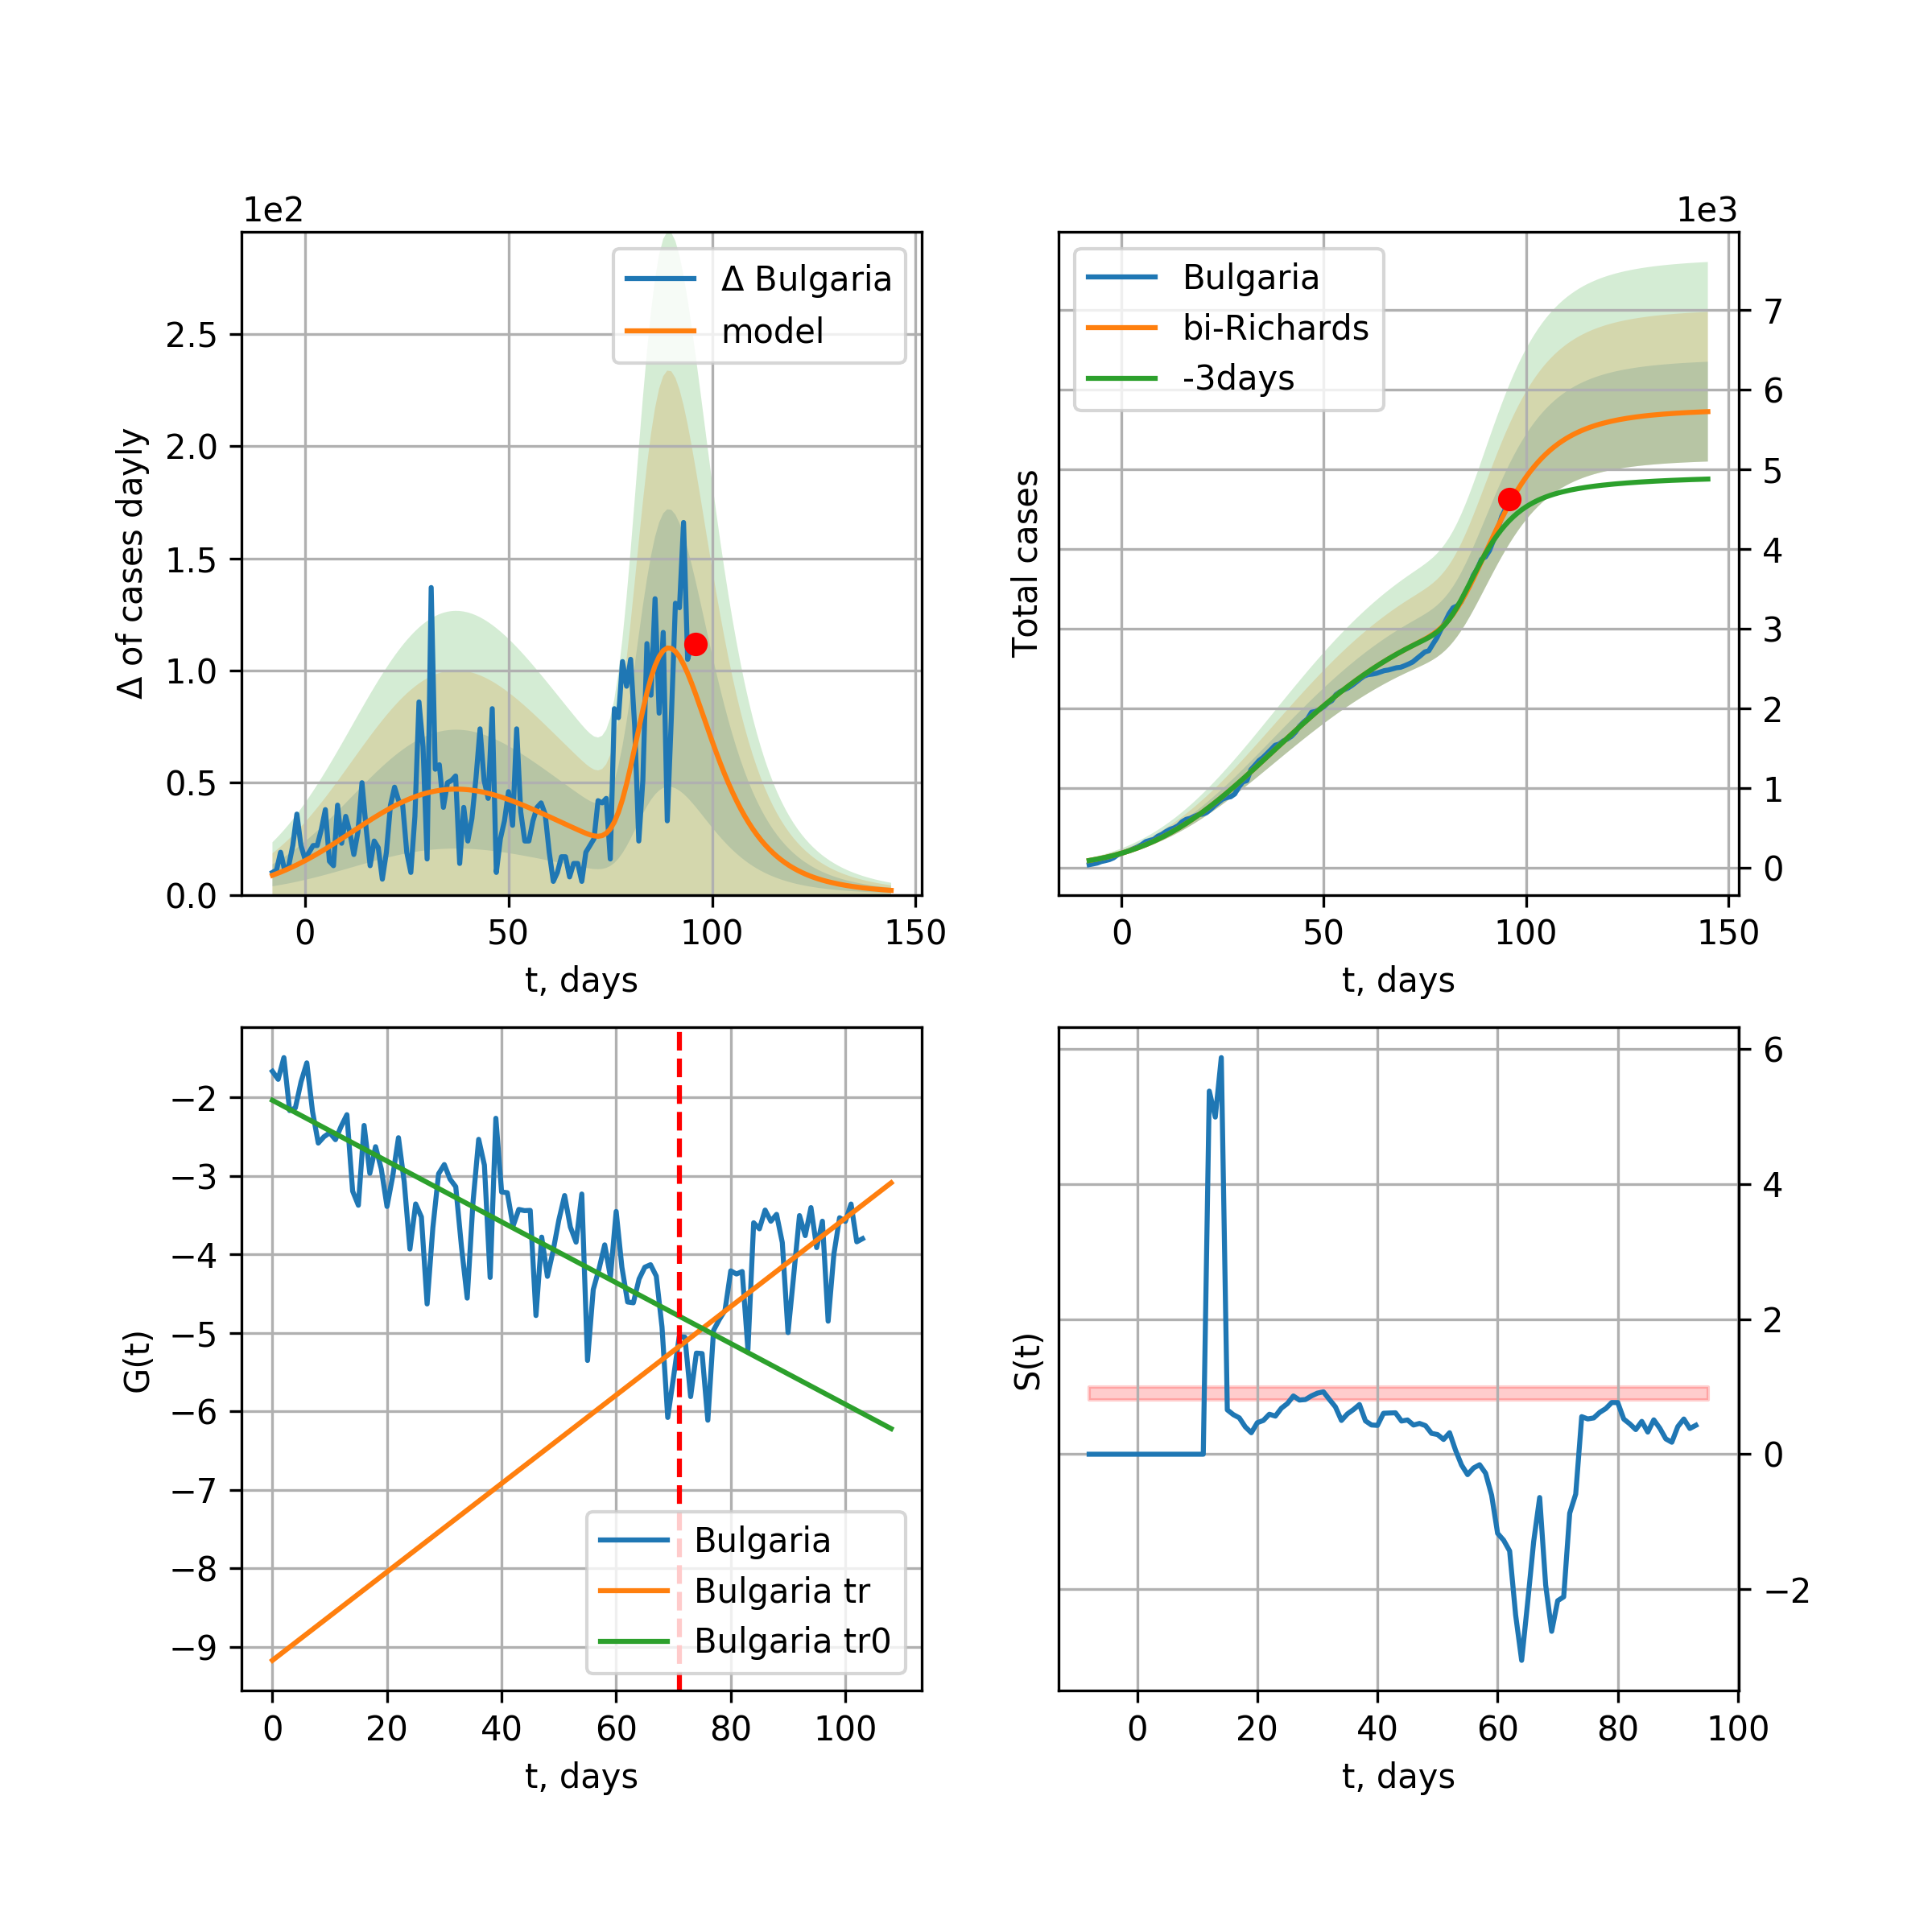 1e2
Δ Bulgaria
model
2.5
2.0
1.5
1.0
0.5
0.0
Δ of cases dayly
0 50 100 150
t, days
1e3
Bulgaria
bi-Richards
-3days
7
6
5
4
3
2
1
0
Total cases
0 50 100 150
t, days
−2
−3
−4
−5
−6
−7
−8
−9
G(t)
Bulgaria
Bulgaria tr
Bulgaria tr0
0 20 40 60 80 100
t, days
6
4
2
0
−2
S(t)
0 20 40 60 80 100
t, days